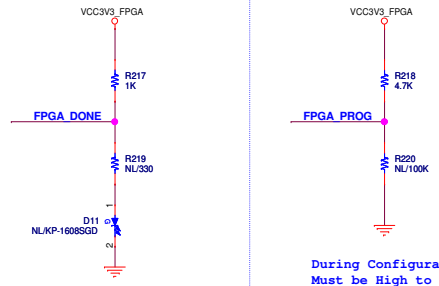 VCC3V3_FPGA
R217
1K
FPGA_DONE
R219
NL/330
1
D11
G
NL/KP-1608SGD
2
VCC3V3_FPGA
R218
4.7K
FPGA_PROG
R220
NL/100K
During Configura
Must be High to